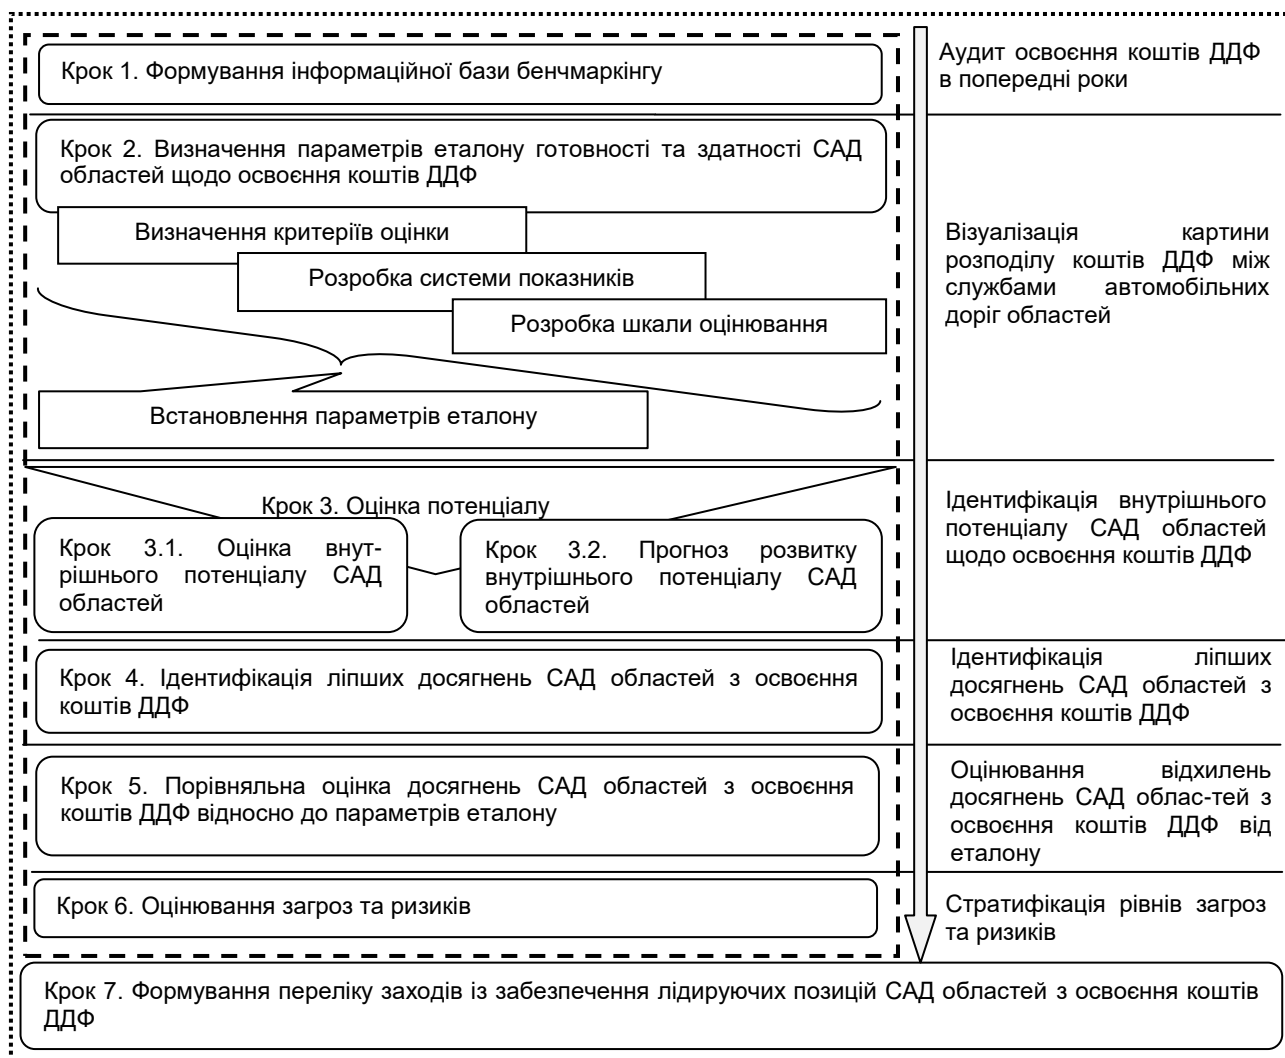 Крок 1. Формування інформаційної бази бенчмаркінгу
Аудит освоєння коштів ДДФ
в попередні роки
Крок 2. Визначення параметрів еталону готовності та здатності САД
областей щодо освоєння коштів ДДФ
Визначення критеріїв оцінки
Розробка системи показників
Розробка шкали оцінювання
Встановлення параметрів еталону
Візуалізація картини
розподілу коштів ДДФ між
службами автомобільних
доріг областей
Крок 3. Оцінка потенціалу
Крок 3.1. Оцінка внут-
рішнього потенціалу САД
областей
Крок 3.2. Прогноз розвитку
внутрішнього потенціалу САД
областей
Ідентифікація внутрішнього
потенціалу САД областей
щодо освоєння коштів ДДФ
Крок 4. Ідентифікація ліпших досягнень САД областей з освоєння
коштів ДДФ
Ідентифікація ліпших
досягнень САД областей з
освоєння коштів ДДФ
Крок 5. Порівняльна оцінка досягнень САД областей з освоєння
коштів ДДФ відносно до параметрів еталону
Оцінювання відхилень
досягнень САД облас-тей з
освоєння коштів ДДФ від
еталону
Крок 6. Оцінювання загроз та ризиків
Стратифікація рівнів загроз
та ризиків
Крок 7. Формування переліку заходів із забезпечення лідируючих позицій САД областей з освоєння коштів
ДДФ